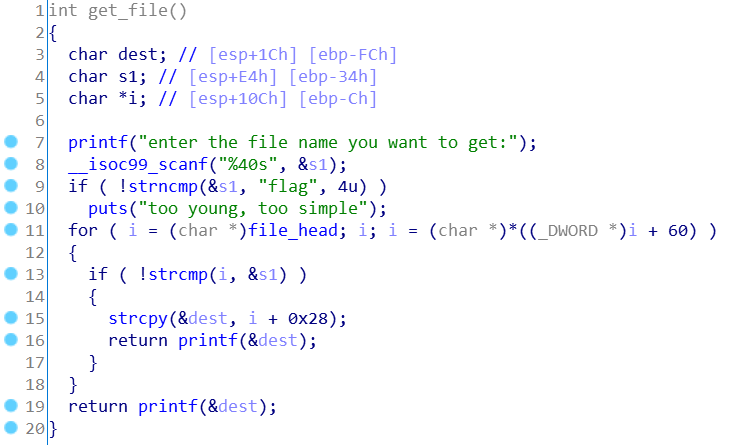 1 int get_file()
2 {
3   char dest; // [esp+1Ch] [ebp-FCh]
4   char s1; // [esp+E4h] [ebp-34h]
5   char *i; // [esp+10Ch] [ebp-Ch]
6
7   printf("enter the file name you want to get:");
8   __isoc99_scanf("%40s", &s1);
9   if ( !strncmp(&s1, "flag", 4u) )
10     puts("too young, too simple");
11   for ( i = (char *)file_head; i; i = (char *)*((_DWORD *)i + 60) )
12   {
13     if ( !strcmp(i, &s1) )
14     {
15       strcpy(&dest, i + 0x28);
16       return printf(&dest);
17     }
18   }
19   return printf(&dest);
20 }